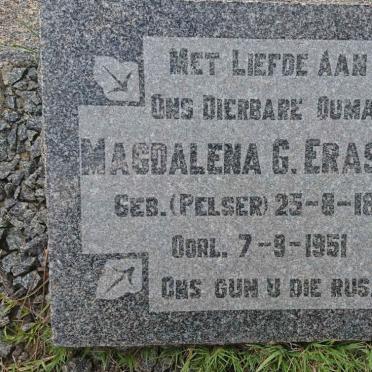 MET LIEFDE AAN
ONS DIERBARE OUMA
MAGDALENA G. ERAS
GEB. (PELSER) 25-8-18
OORL. 7-9-1951
ONS GUN U DIE RUS